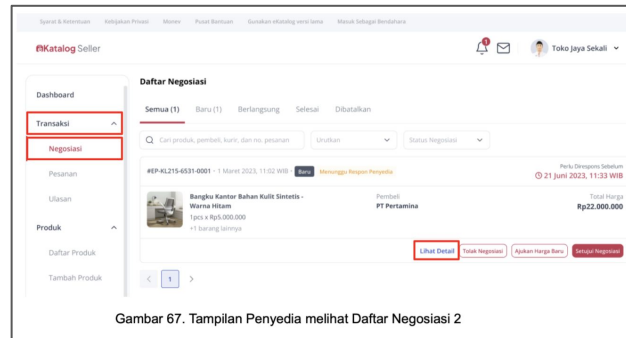 Syarat & Ketentuan Kebijakan Privasi Monev Pusat Bantuan Gunakan eKatalog versi lama Masuk Sebagai Bendahara
Katalog Seller
1
Toko Jaya Sekali
Dashboard
Transaksi
Negosiasi
Pesanan
Ulasan
Produk
Daftar Produk
Tambah Produk
Daftar Negosiasi
Semua (1) Baru (1) Berlangsung Selesai Dibatalkan
Cari produk, pembeli, kurir, dan no. pesanan Urutkan Status Negosiasi
#EP-KL215-6531-0001 - 1 Maret 2023, 11:02 WIB - Baru Menunggu Respon Penyedia
Perlu Direspons Sebelum
21 Juni 2023, 11:33 WIB
Bangku Kantor Bahan Kulit Sintetis -
Warna Hitam
1pcs x Rp5.000.000
+1 barang lainnya
Pembeli
PT Pertamina
Total Harga
Rp22.000.000
Lihat Detail Tolak Negosiasi Ajukan Harga Baru Setujui Negosiasi
< 1 >
Gambar 67. Tampilan Penyedia melihat Daftar Negosiasi 2